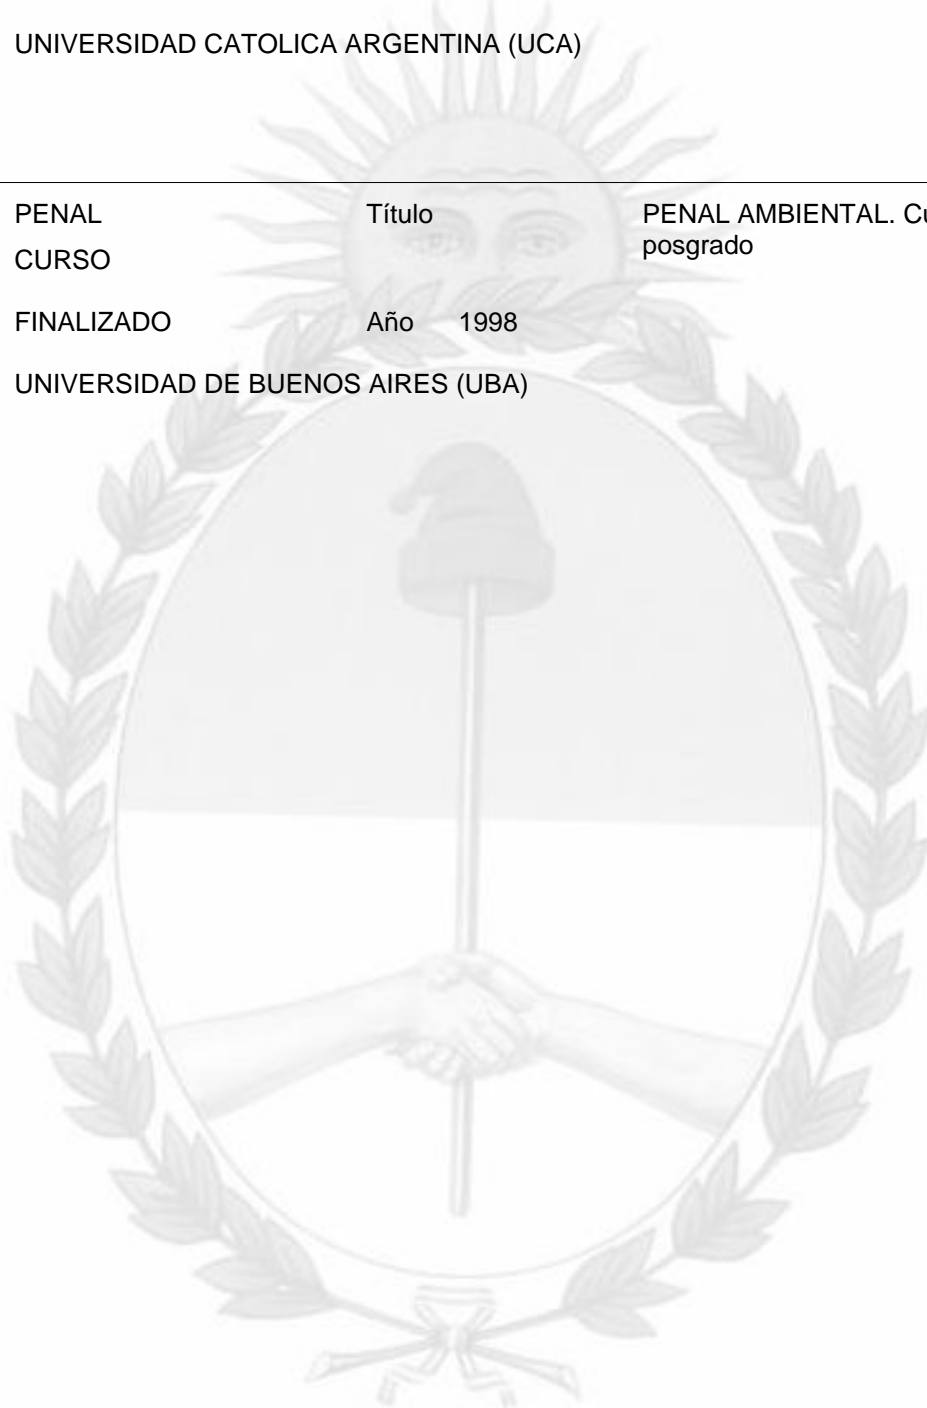 UNIVERSIDAD CATOLICA ARGENTINA (UCA)
PENAL Título PENAL AMBIENTAL.
CURSO posgrado
FINALIZADO Año 1998
UNIVERSIDAD DE BUENOS AIRES (UBA)